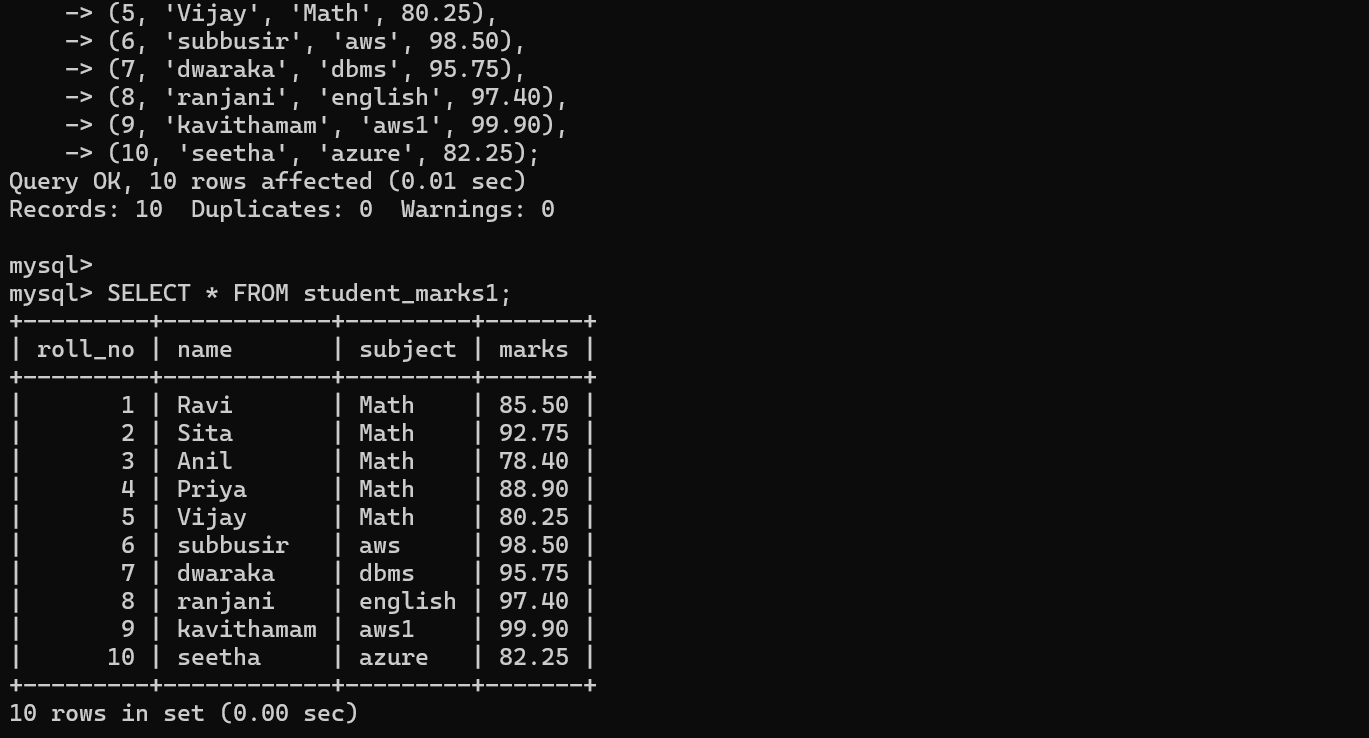 -> (5, 'Vijay', 'Math', 80.25),
    -> (6, 'subbusir', 'aws', 98.50),
    -> (7, 'dwaraka', 'dbms', 95.75),
    -> (8, 'ranjani', 'english', 97.40),
    -> (9, 'kavithamam', 'aws1', 99.90),
    -> (10, 'seetha', 'azure', 82.25);
Query OK, 10 rows affected (0.01 sec)
Records: 10  Duplicates: 0  Warnings: 0

mysql>
mysql> SELECT * FROM student_marks1;
+---------+------------+---------+-------+
| roll_no | name       | subject | marks |
+---------+------------+---------+-------+
|       1 | Ravi       | Math    | 85.50 |
|       2 | Sita       | Math    | 92.75 |
|       3 | Anil       | Math    | 78.40 |
|       4 | Priya      | Math    | 88.90 |
|       5 | Vijay      | Math    | 80.25 |
|       6 | subbusir   | aws     | 98.50 |
|       7 | dwaraka    | dbms    | 95.75 |
|       8 | ranjani    | english | 97.40 |
|       9 | kavithamam | aws1    | 99.90 |
|      10 | seetha     | azure   | 82.25 |
+---------+------------+---------+-------+
10 rows in set (0.00 sec)